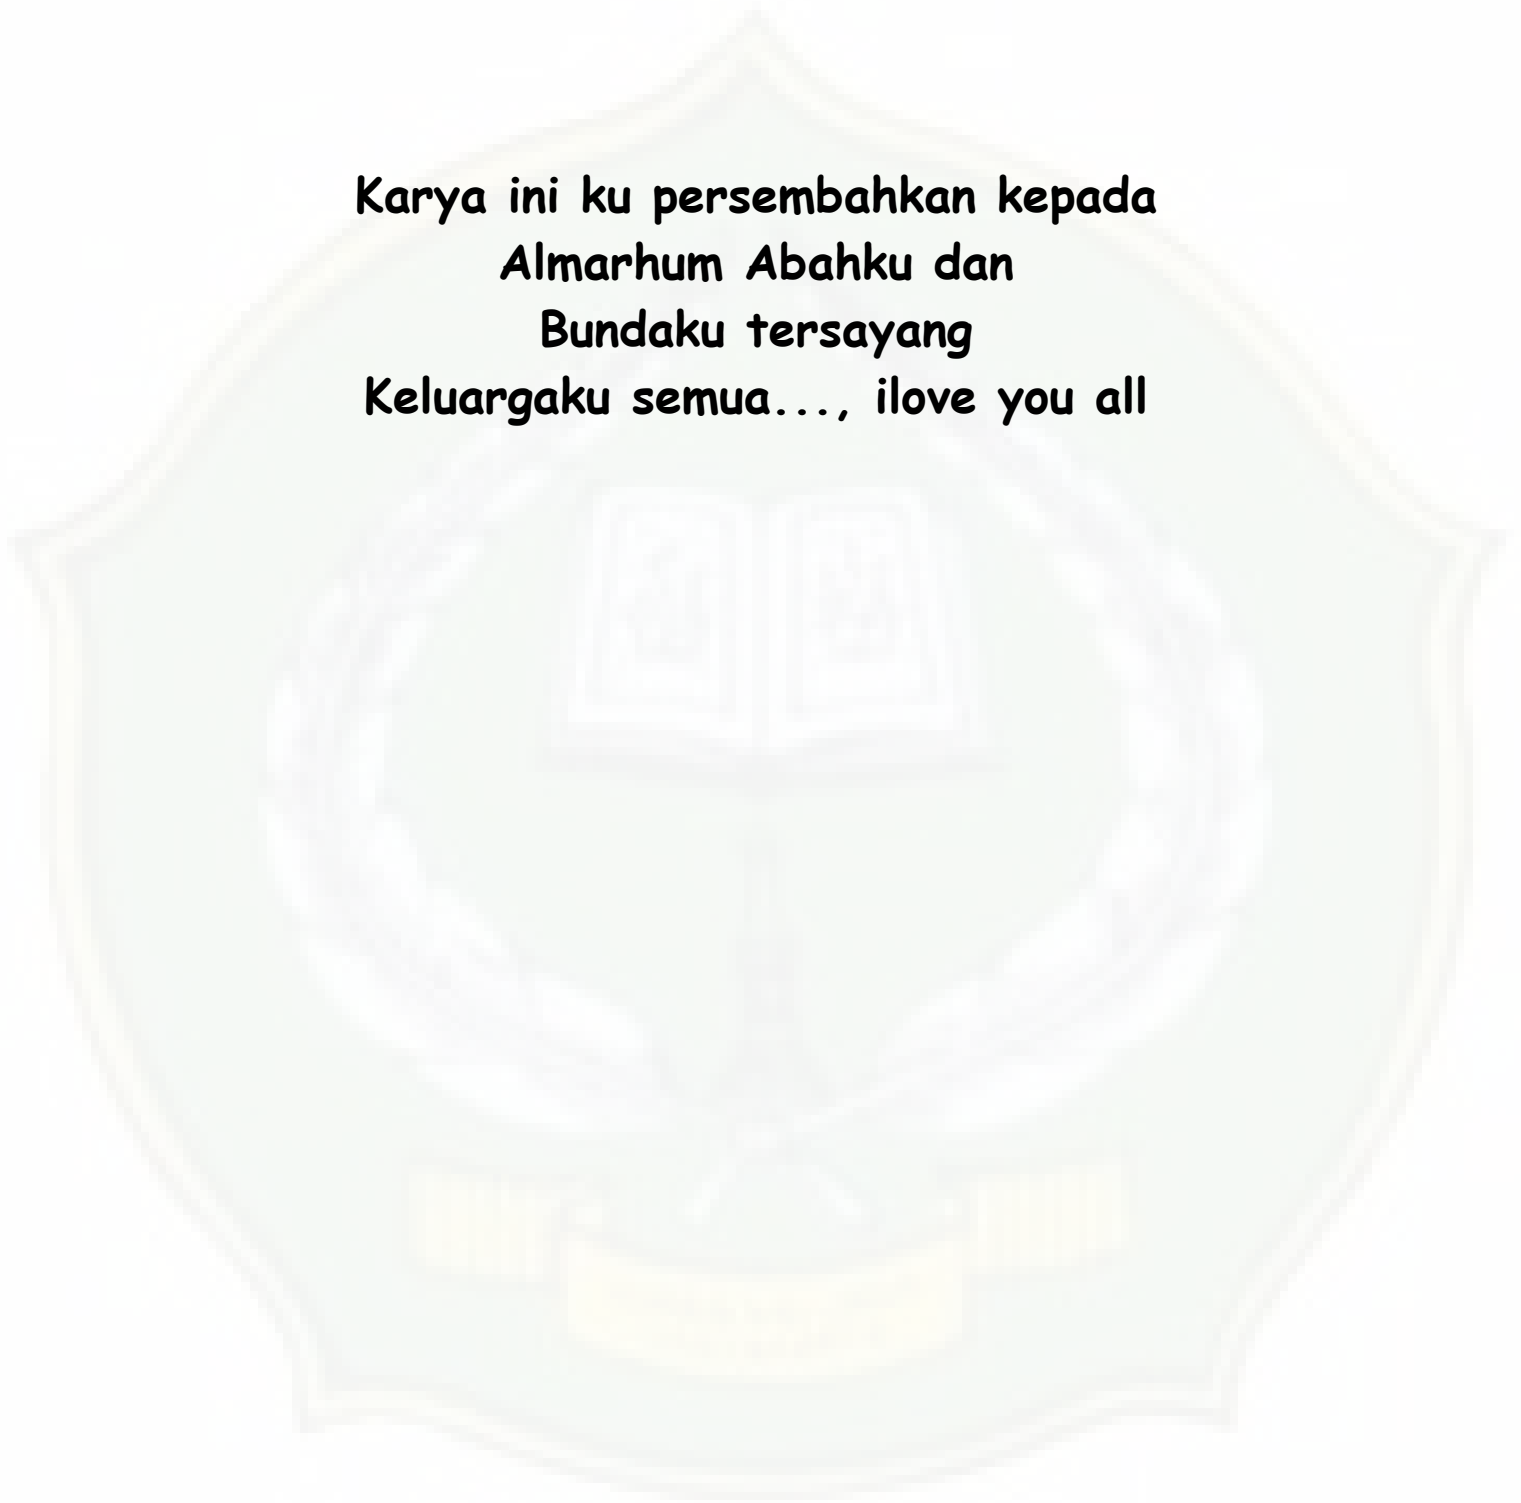 Karya ini ku persembahkan kepada
Almarhum Abahku dan
Bundaku tersayang
Keluargaku semua..., ilove you all